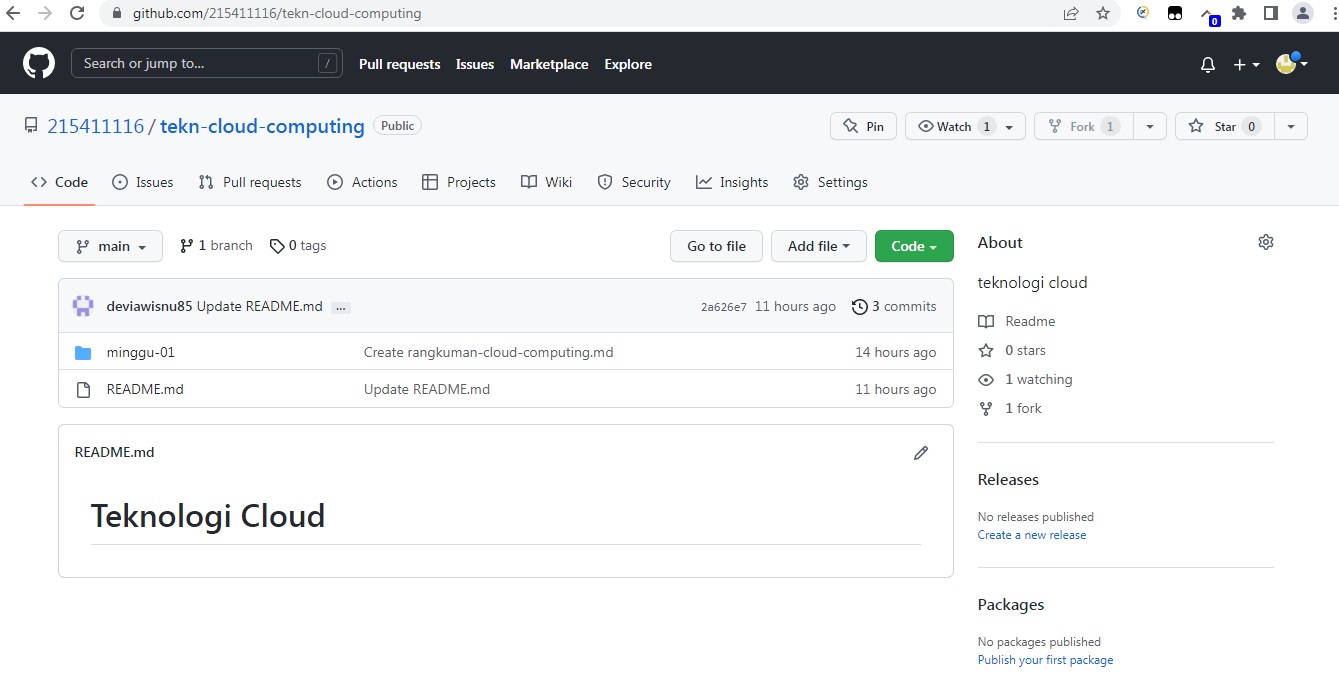 github.com/215411116/tekn-cloud-computing
0
Search or jump to... /
Pull requests Issues Marketplace Explore
215411116 / tekn-cloud-computing Public
Pin Watch 1 Fork 1 Star 0
Code Issues Pull requests Actions Projects Wiki Security Insights Settings
main 1 branch 0 tags Go to file Add file Code
deviawisnu85 Update README.md ... 2a626e7 11 hours ago 3 commits
minggu-01 Create rangkuman-cloud-computing.md 14 hours ago
README.md Update README.md 11 hours ago
README.md
Teknologi Cloud
About
teknologi cloud
Readme
0 stars
1 watching
1 fork
Releases
No releases published
Create a new release
Packages
No packages published
Publish your first package